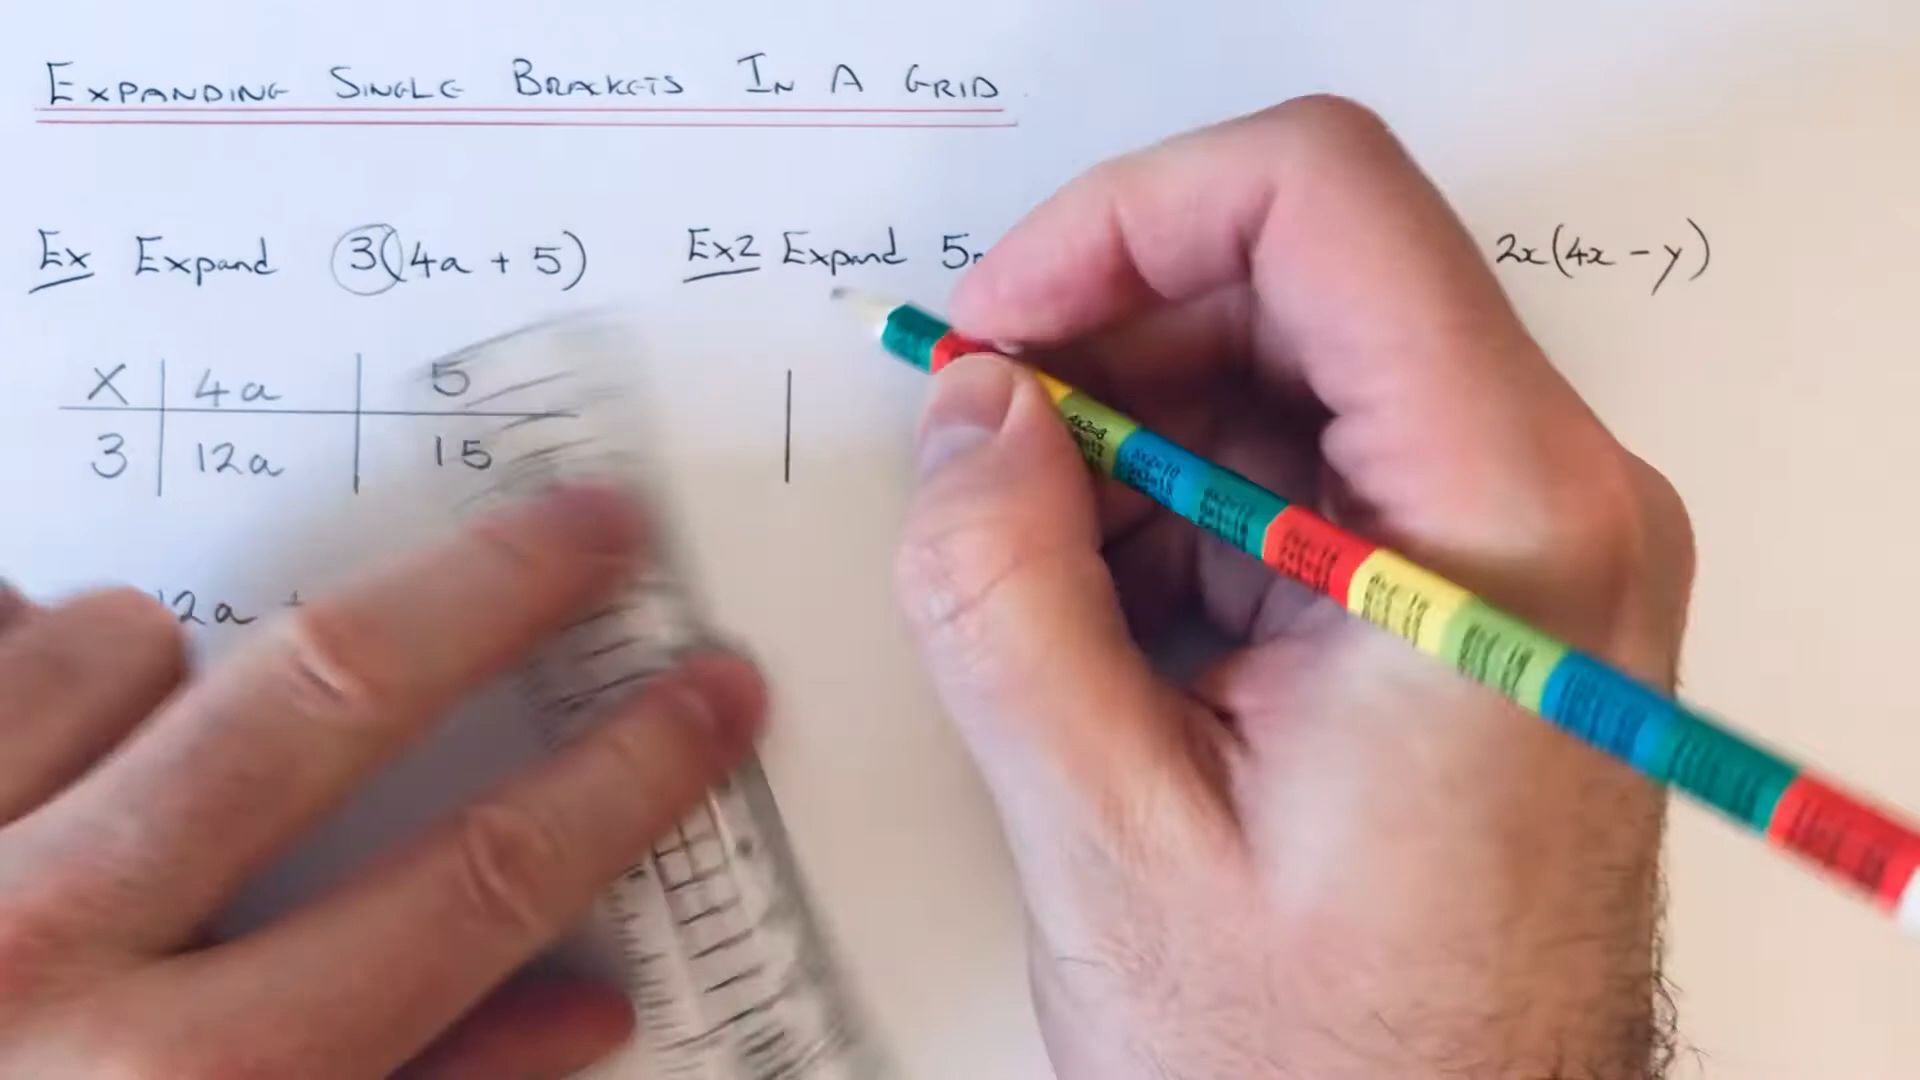 EXPANDING SINGLE BRACKETS IN A GRID
Ex Expand 3(4a + 5)
Ex2 Expand
2x(4x - y)
X 4a 5
3 12a 15
12a +